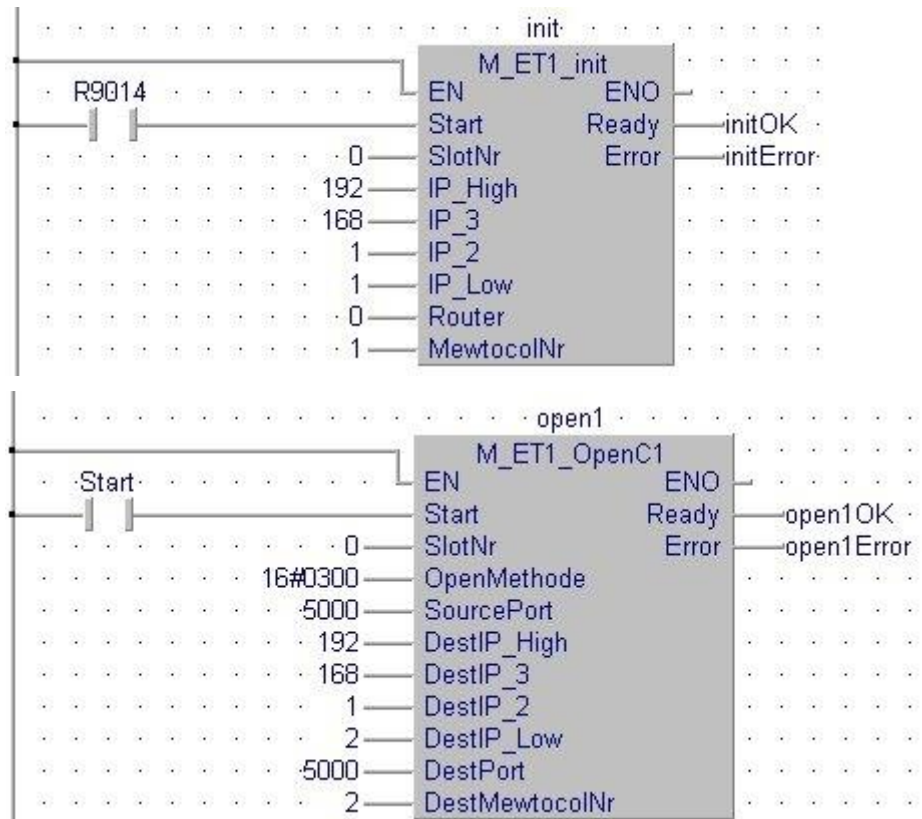 init
M_ET1_init
EN ENO
R9014
Start Ready initOK
0 SlotNr Error initError
192 IP_High
168 IP_3
1 IP_2
1 IP_Low
0 Router
1 MewtocolNr
open1
M_ET1_OpenC1
EN ENO
Start
Start Ready open1OK
0 SlotNr Error open1Error
16#0300 OpenMethode
5000 SourcePort
192 DestIP_High
168 DestIP_3
1 DestIP_2
2 DestIP_Low
5000 DestPort
2 DestMewtocolNr